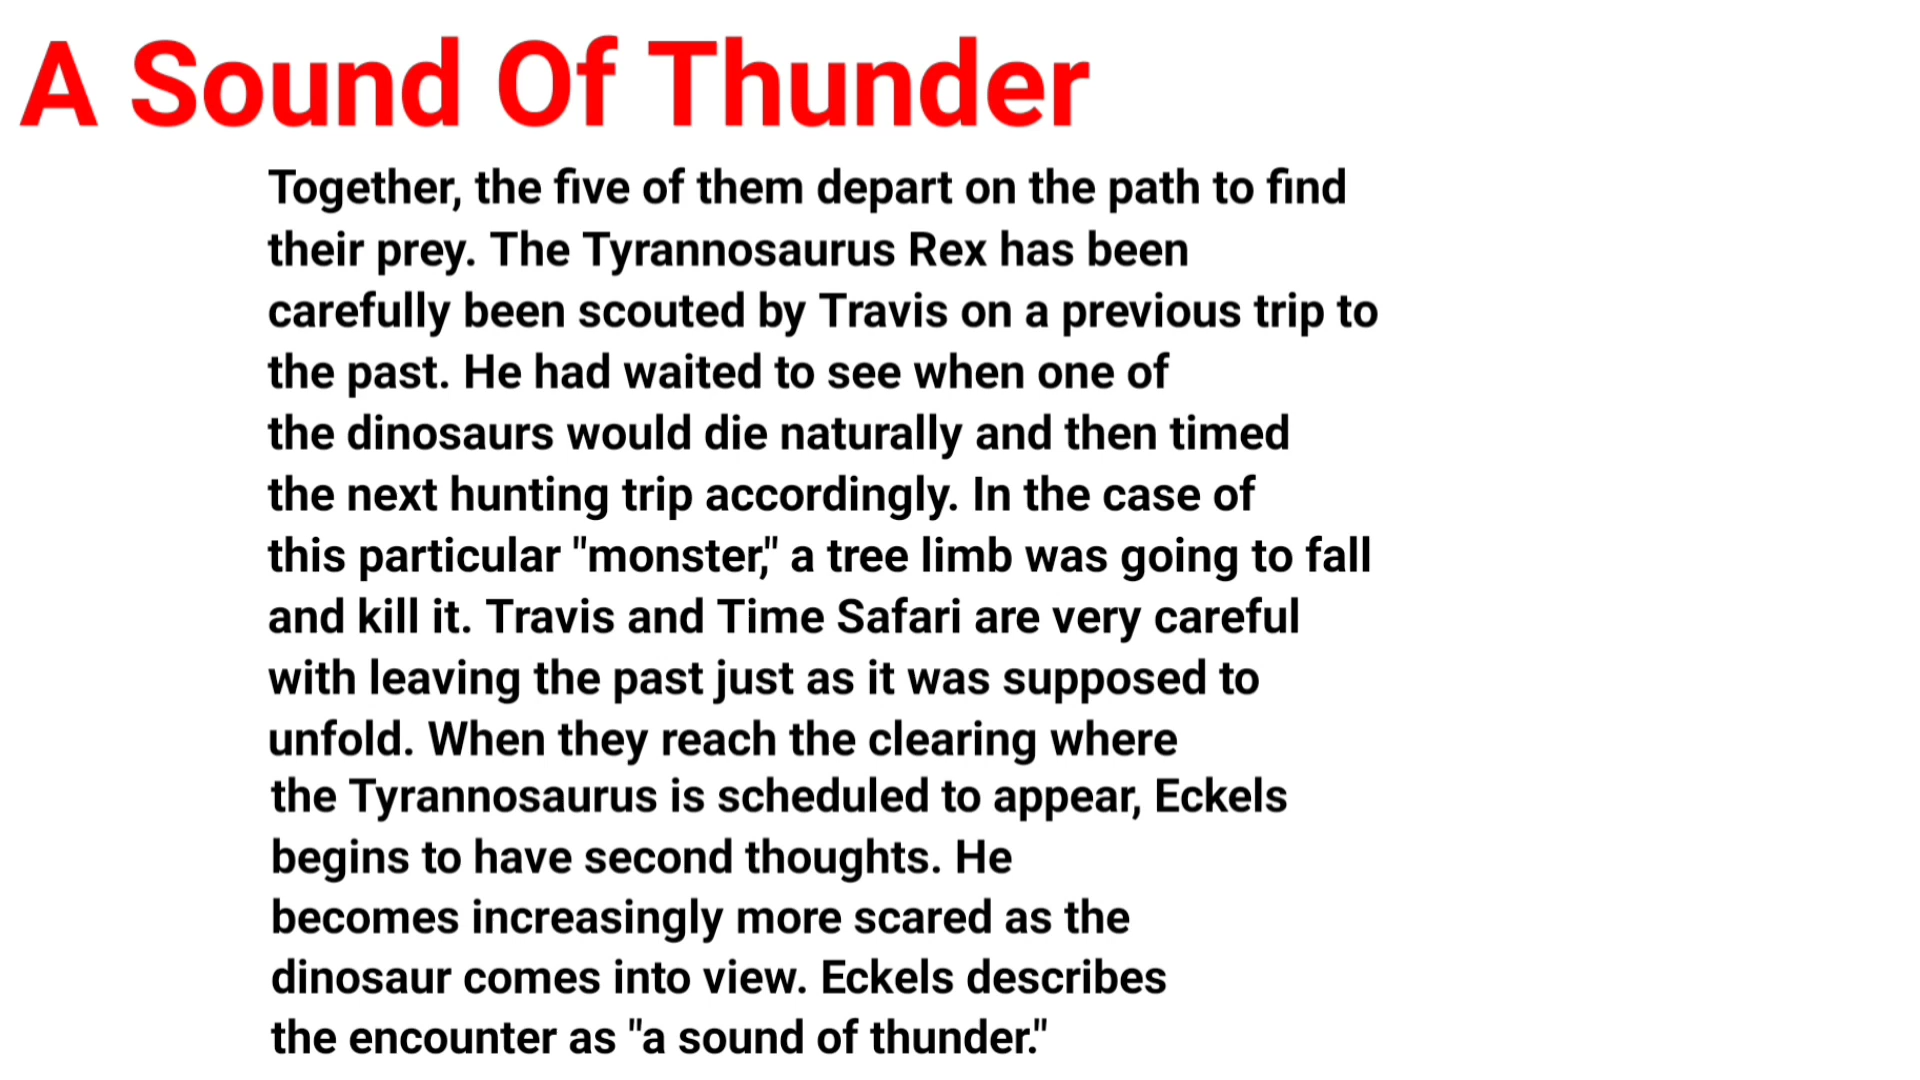 A Sound Of Thunder
Together, the five of them depart on the path to find
their prey. The Tyrannosaurus Rex has been
carefully been scouted by Travis on a previous trip to
the past. He had waited to see when one of
the dinosaurs would die naturally and then timed
the next hunting trip accordingly. In the case of
this particular "monster," a tree limb was going to fall
and kill it. Travis and Time Safari are very careful
with leaving the past just as it was supposed to
unfold. When they reach the clearing where
the Tyrannosaurus is scheduled to appear, Eckels
begins to have second thoughts. He
becomes increasingly more scared as the
dinosaur comes into view. Eckels describes
the encounter as "a sound of thunder."